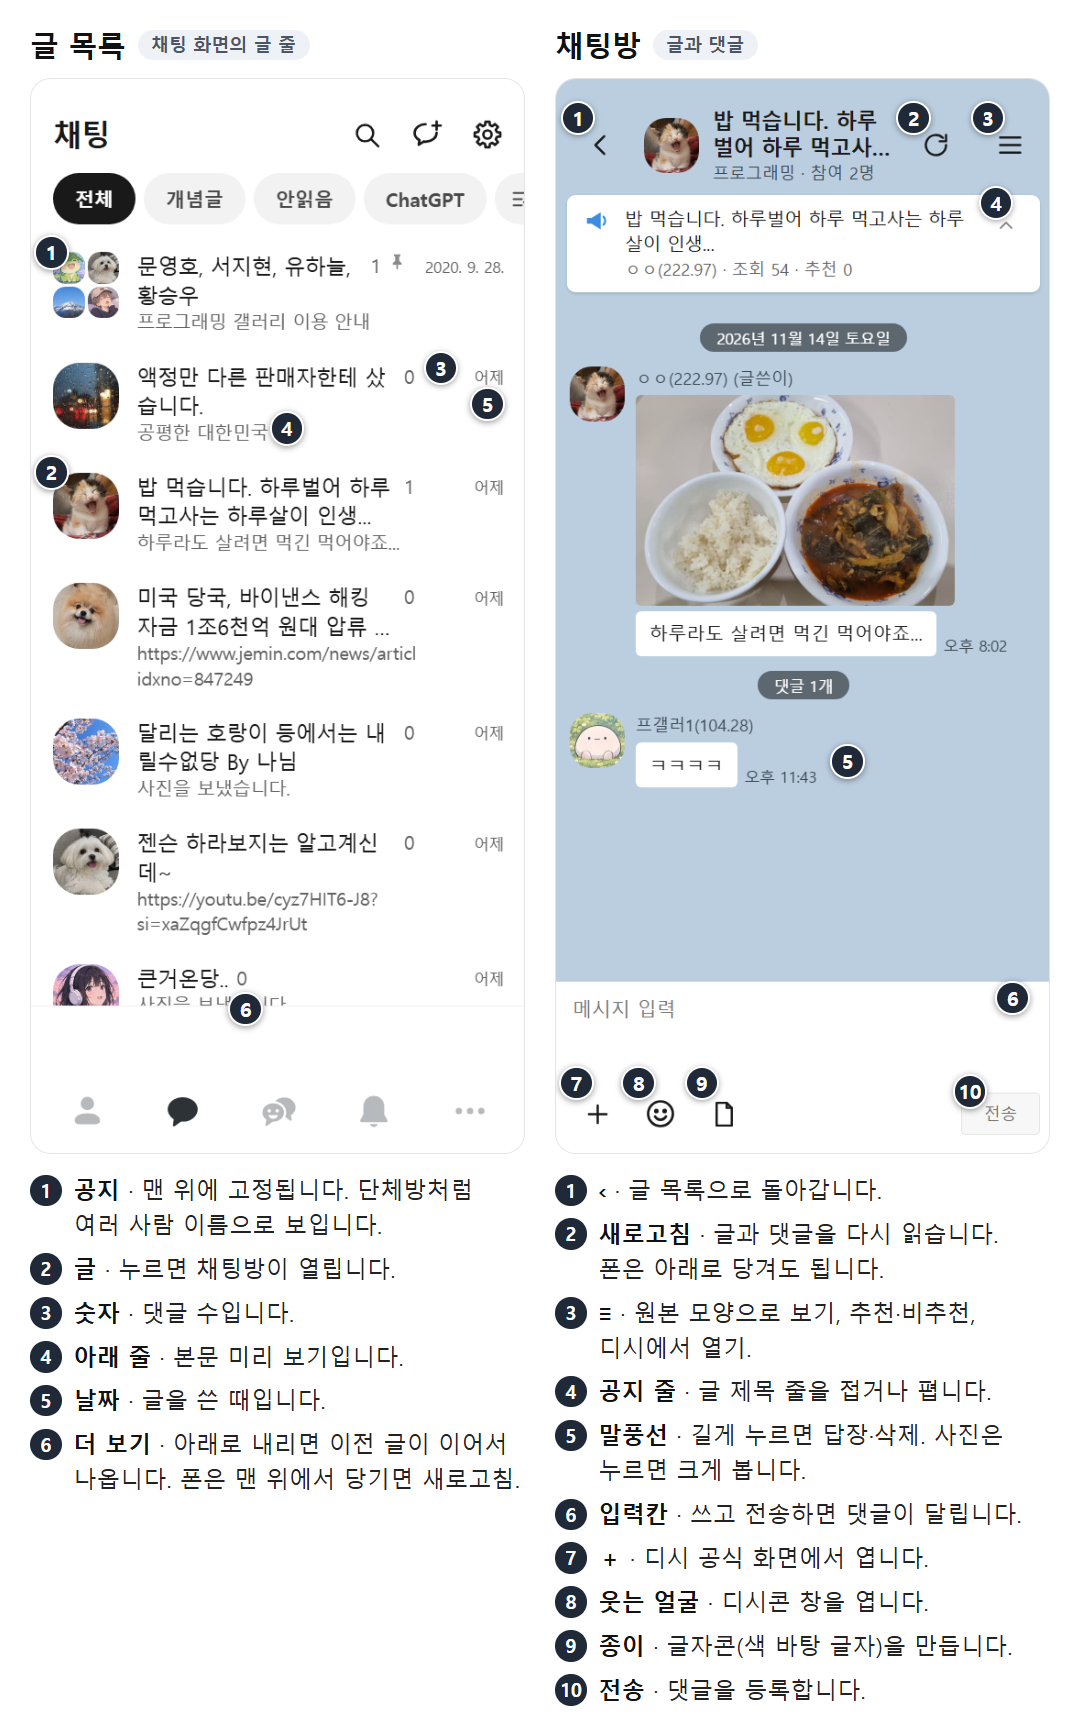 글 목록 채팅 화면의 글 줄
채팅
전체 개념글 안읽음 ChatGPT
1
문영호, 서지현, 유하늘, 1 2020. 9. 28.
황승우
프로그래밍 갤러리 이용 안내
액정만 다른 판매자한테 샀 0 3 어제
습니다. 5
공평한 대한민국 4
2
밥 먹습니다. 하루벌어 하루 1 어제
먹고사는 하루살이 인생...
하루라도 살려면 먹긴 먹어야죠...
미국 당국, 바이낸스 해킹 0 어제
자금 1조6천억 원대 압류 ...
https://www.jemin.com/news/articl
idxno=847249
달리는 호랑이 등에서는 내 0 어제
릴수없당 By 나님
사진을 보냈습니다.
젠슨 하라보지는 알고계신 0 어제
데~
https://youtu.be/cyz7HIT6-J8?
si=xaZqgfCwfpz4JrUt
큰거온당.. 0 어제
사진을 보냈습니다
6
1 공지 · 맨 위에 고정됩니다. 단체방처럼
여러 사람 이름으로 보입니다.
2 글 · 누르면 채팅방이 열립니다.
3 숫자 · 댓글 수입니다.
4 아래 줄 · 본문 미리 보기입니다.
5 날짜 · 글을 쓴 때입니다.
6 더 보기 · 아래로 내리면 이전 글이 이어서
나옵니다. 폰은 맨 위에서 당기면 새로고침.
채팅방 글과 댓글
1 밥 먹습니다. 하루 2 3
벌어 하루 먹고사...
프로그래밍 · 참여 2명
4
밥 먹습니다. 하루벌어 하루 먹고사는 하루
살이 인생...
ㅇㅇ(222.97) · 조회 54 · 추천 0
2026년 11월 14일 토요일
ㅇㅇ(222.97) (글쓴이)
하루라도 살려면 먹긴 먹어야죠... 오후 8:02
댓글 1개
프갤러1(104.28)
ㅋㅋㅋㅋ 오후 11:43 5
메시지 입력 6
7 8 9 10
전송
1 ‹ · 글 목록으로 돌아갑니다.
2 새로고침 · 글과 댓글을 다시 읽습니다.
폰은 아래로 당겨도 됩니다.
3 ≡ · 원본 모양으로 보기, 추천·비추천,
디시에서 열기.
4 공지 줄 · 글 제목 줄을 접거나 폅니다.
5 말풍선 · 길게 누르면 답장·삭제. 사진은
누르면 크게 봅니다.
6 입력칸 · 쓰고 전송하면 댓글이 달립니다.
7 + · 디시 공식 화면에서 엽니다.
8 웃는 얼굴 · 디시콘 창을 엽니다.
9 종이 · 글자콘(색 바탕 글자)을 만듭니다.
10 전송 · 댓글을 등록합니다.